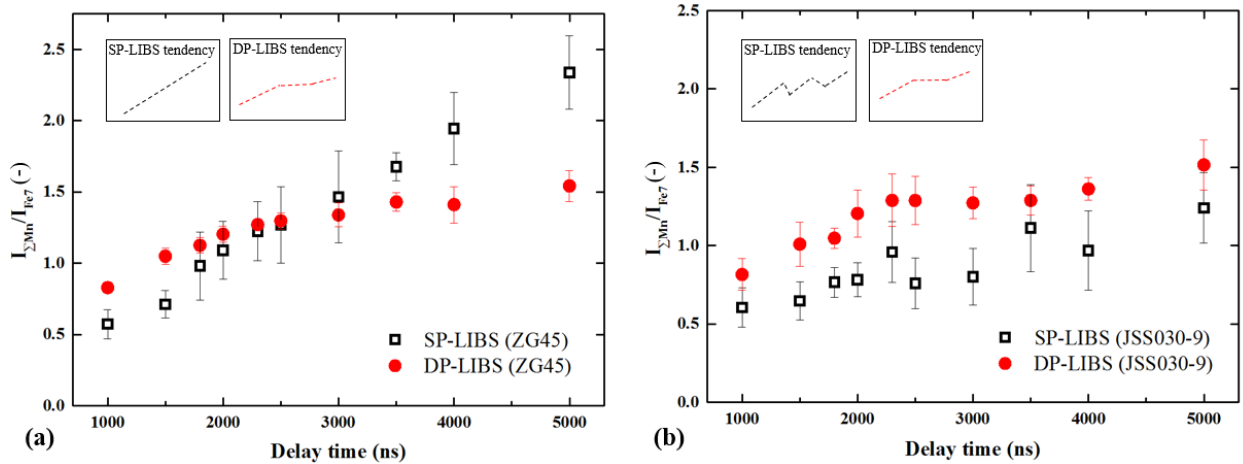 2.5
2.0
1.5
1.0
0.5
0.0
I∑Mn/IFe7 (-)
SP-LIBS tendency
DP-LIBS tendency
SP-LIBS (ZG45)
DP-LIBS (ZG45)
1000 2000 3000 4000 5000
Delay time (ns)
(a)
2.5
2.0
1.5
1.0
0.5
0.0
I∑Mn/IFe7 (-)
SP-LIBS tendency
DP-LIBS tendency
SP-LIBS (JSS030-9)
DP-LIBS (JSS030-9)
1000 2000 3000 4000 5000
Delay time (ns)
(b)